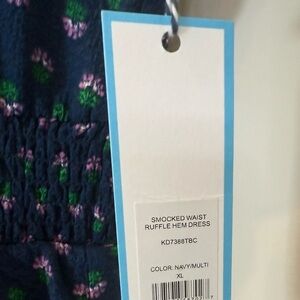 SMOCKED WAIST
RUFFLE HEM DRESS
KD7388TBC
COLOR: NAVY/MULTI
XL